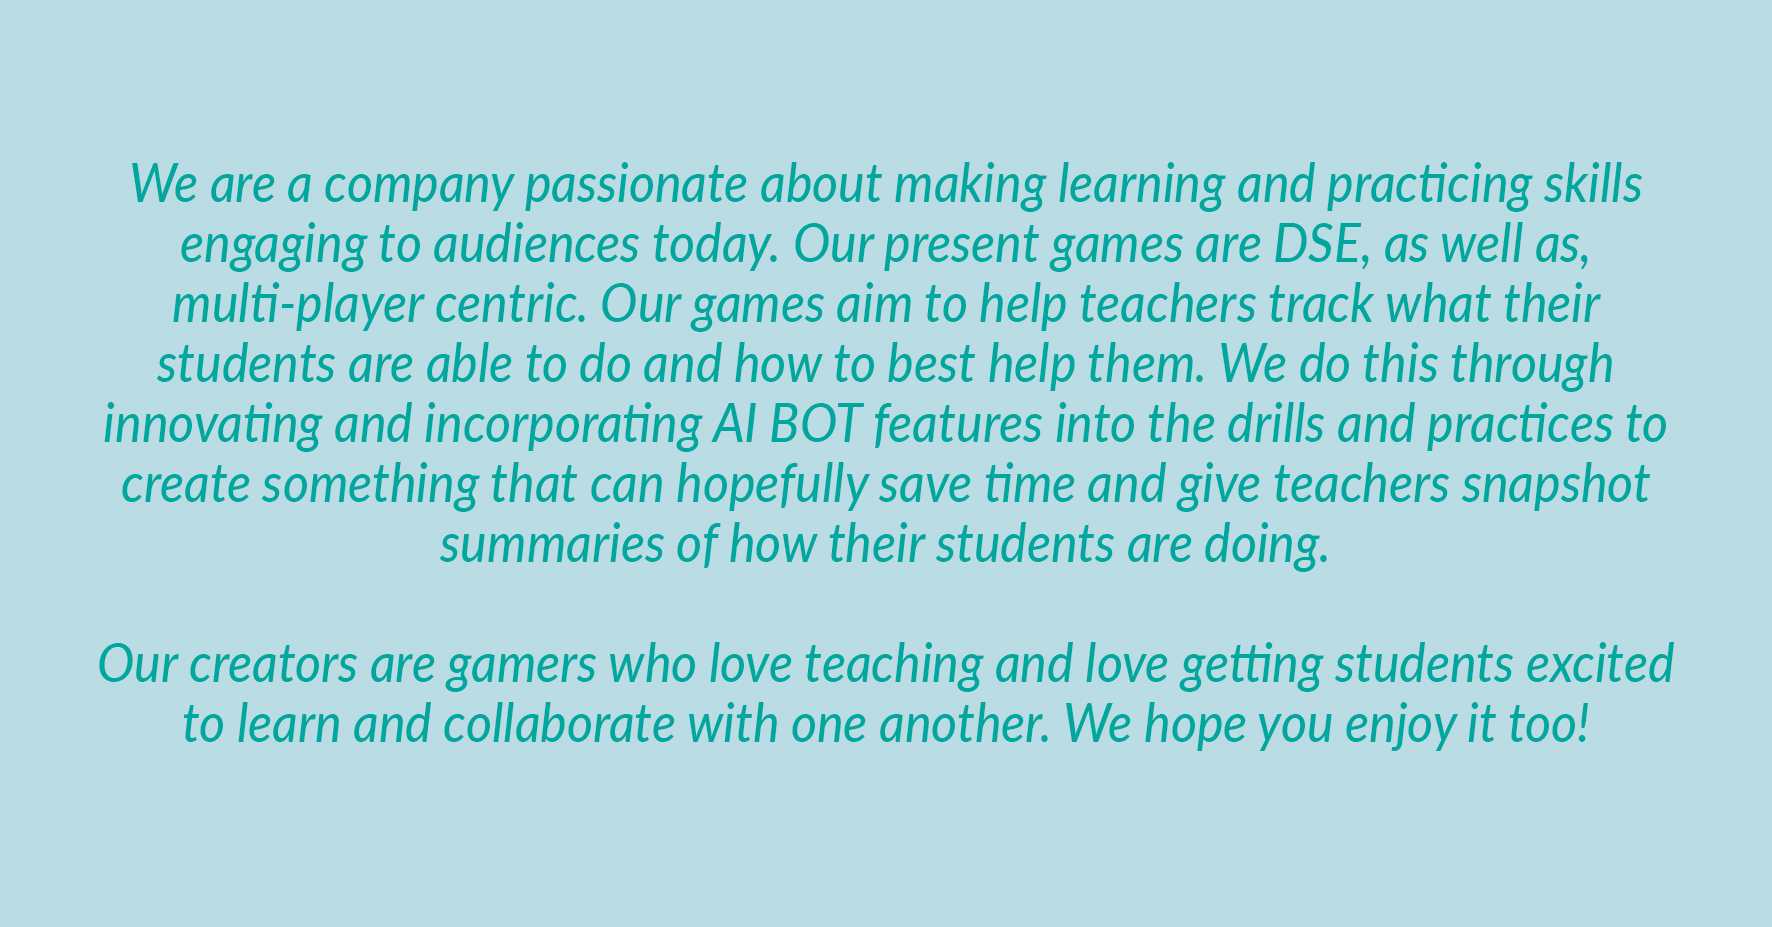 We are a company passionate about making learning and practicing skills
engaging to audiences today. Our present games are DSE, as well as,
multi-player centric. Our games aim to help teachers track what their
students are able to do and how to best help them. We do this through
innovating and incorporating AI BOT features into the drills and practices to
create something that can hopefully save time and give teachers snapshot
summaries of how their students are doing.
Our creators are gamers who love teaching and love getting students excited
to learn and collaborate with one another. We hope you enjoy it too!